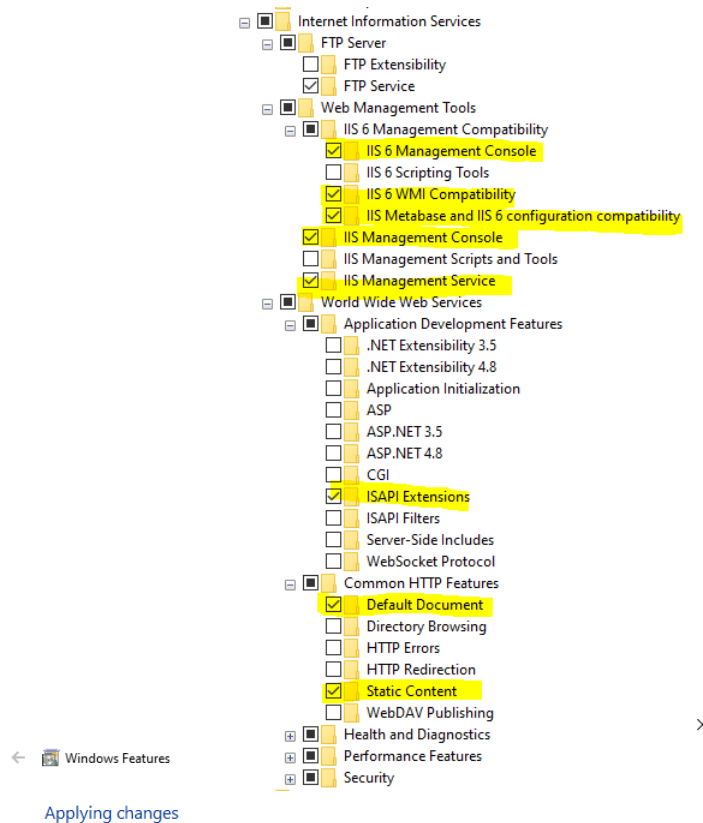 Internet Information Services
FTP Server
FTP Extensibility
FTP Service
Web Management Tools
IIS 6 Management Compatibility
IIS 6 Management Console
IIS 6 Scripting Tools
IIS 6 WMI Compatibility
IIS Metabase and IIS 6 configuration compatibility
IIS Management Console
IIS Management Scripts and Tools
IIS Management Service
World Wide Web Services
Application Development Features
.NET Extensibility 3.5
.NET Extensibility 4.8
Application Initialization
ASP
ASP.NET 3.5
ASP.NET 4.8
CGI
ISAPI Extensions
ISAPI Filters
Server-Side Includes
WebSocket Protocol
Common HTTP Features
Default Document
Directory Browsing
HTTP Errors
HTTP Redirection
Static Content
WebDAV Publishing
Health and Diagnostics
Windows Features
Performance Features
Security
Applying changes